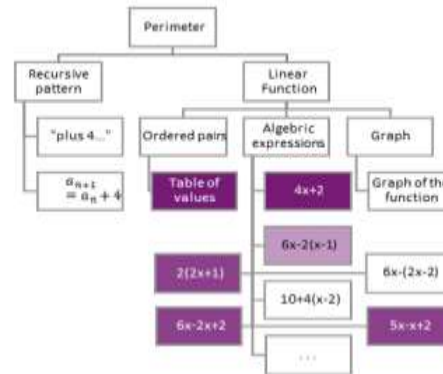 Perimeter
Recursive
pattern
Linear
Function
"plus 4..."
Ordered pairs
Algebric
expressions
Graph
aₙ₊₁
= aₙ + 4
Table of
values
4x+2
Graph of the
function
6x-2(x-1)
2(2x+1)
6x-(2x-2)
10+4(x-2)
6x-2x+2
5x-x+2
...